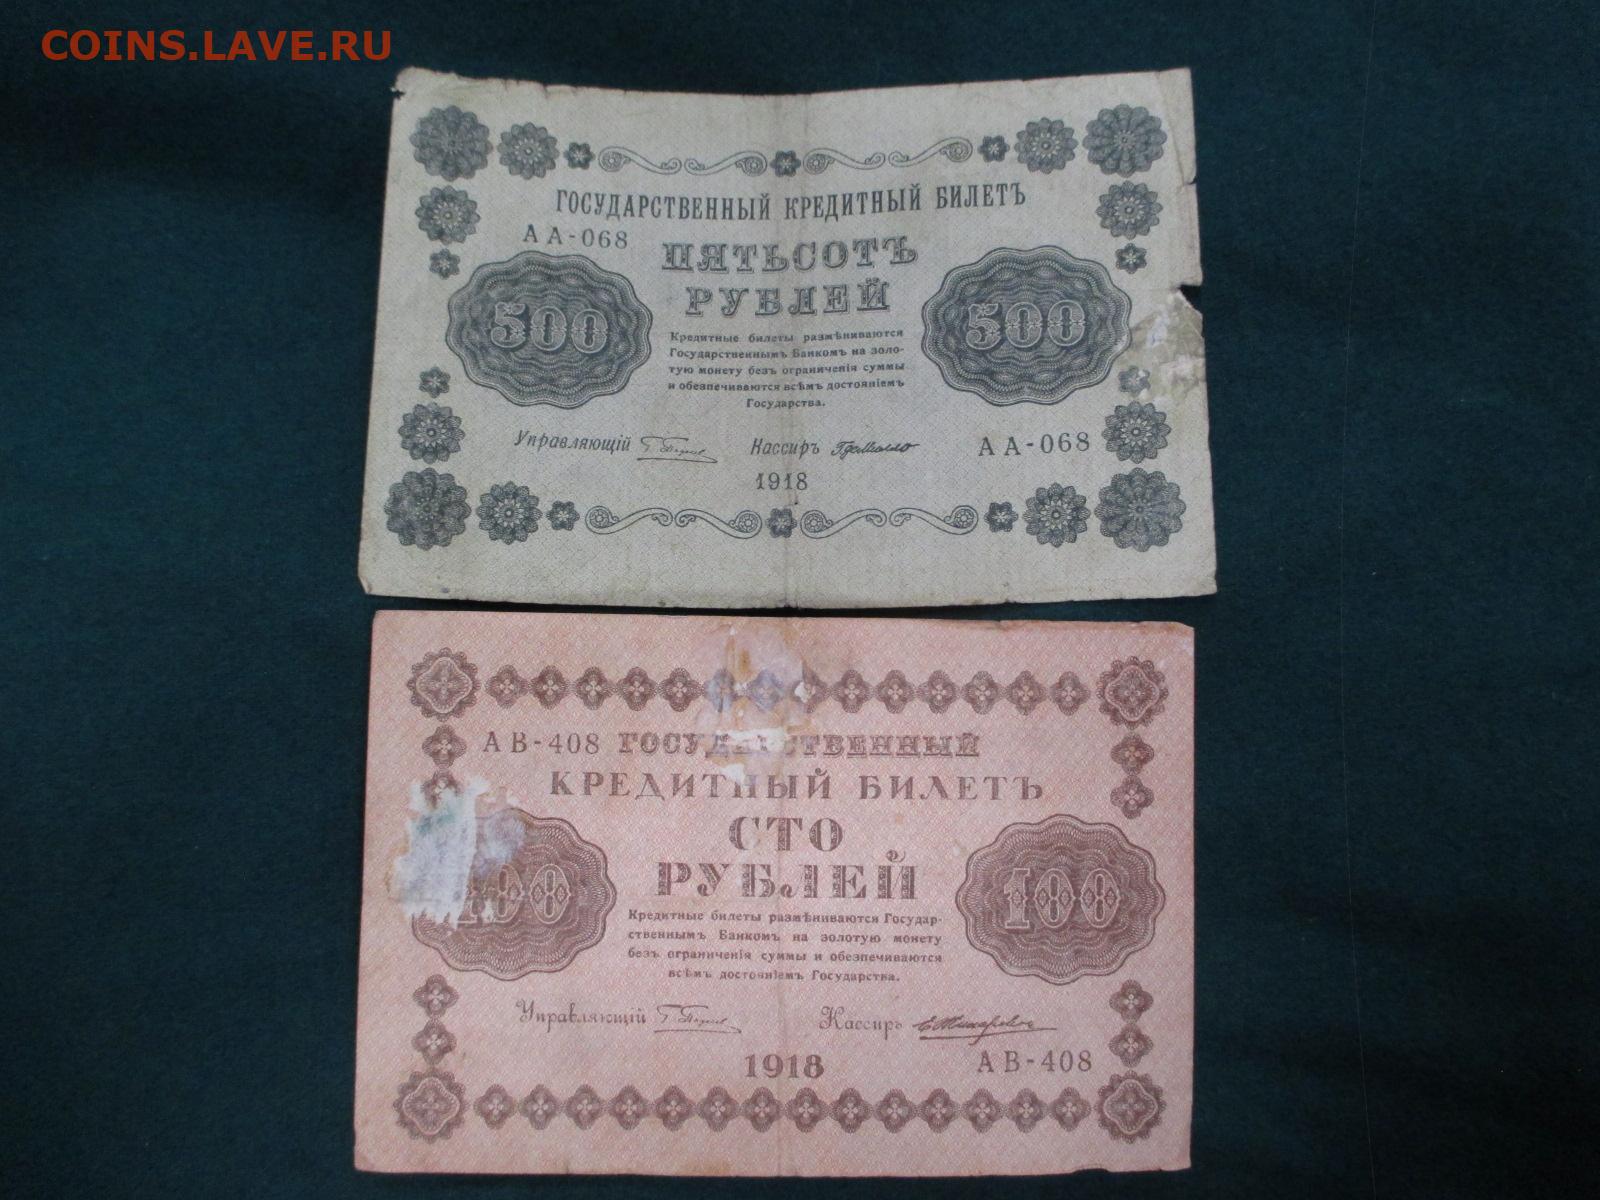 COINS.LAVE.RU
ГОСУДАРСТВЕННЫЙ КРЕДИТНЫЙ БИЛЕТЪ
АА-068
ПЯТЬСОТЪ
РУБЛЕЙ
500
500
Кредитные билеты размѣниваются
Государственнымъ Банкомъ на золо-
тую монету безъ ограниченія суммы
и обезпечиваются всѣмъ достояніемъ
Государства.
Управляющій
Кассиръ
АА-068
1918
АВ-408 ГОСУДАРСТВЕННЫЙ
КРЕДИТНЫЙ БИЛЕТЪ
СТО
РУБЛЕЙ
100
100
Кредитные билеты размѣниваются Государ-
ственнымъ Банкомъ на золотую монету
безъ ограниченія суммы и обезпечиваются
всѣмъ достояніемъ Государства.
Управляющій
Кассиръ
1918
АВ-408